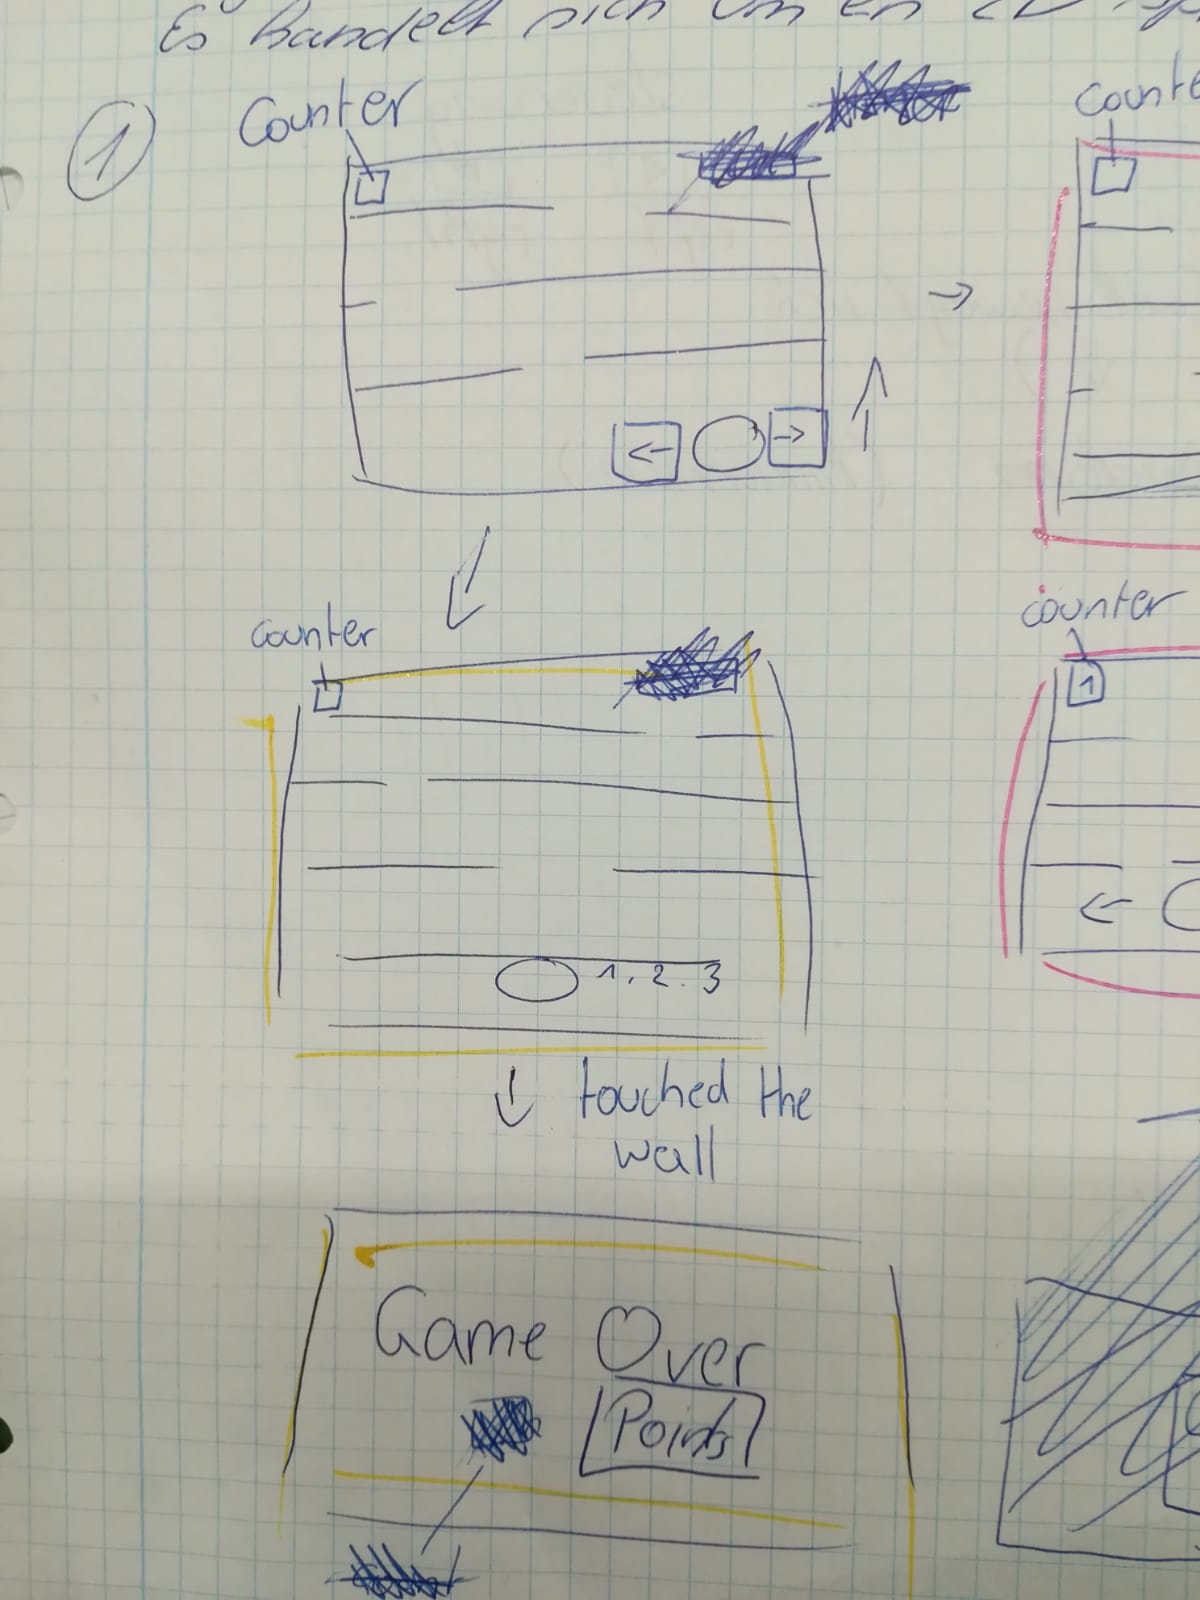 Es handelt sich um ein 2D
1
Counter
Counte
← →
counter
counter
1
1. 2. 3
←
touched the
wall
Game Over
Points